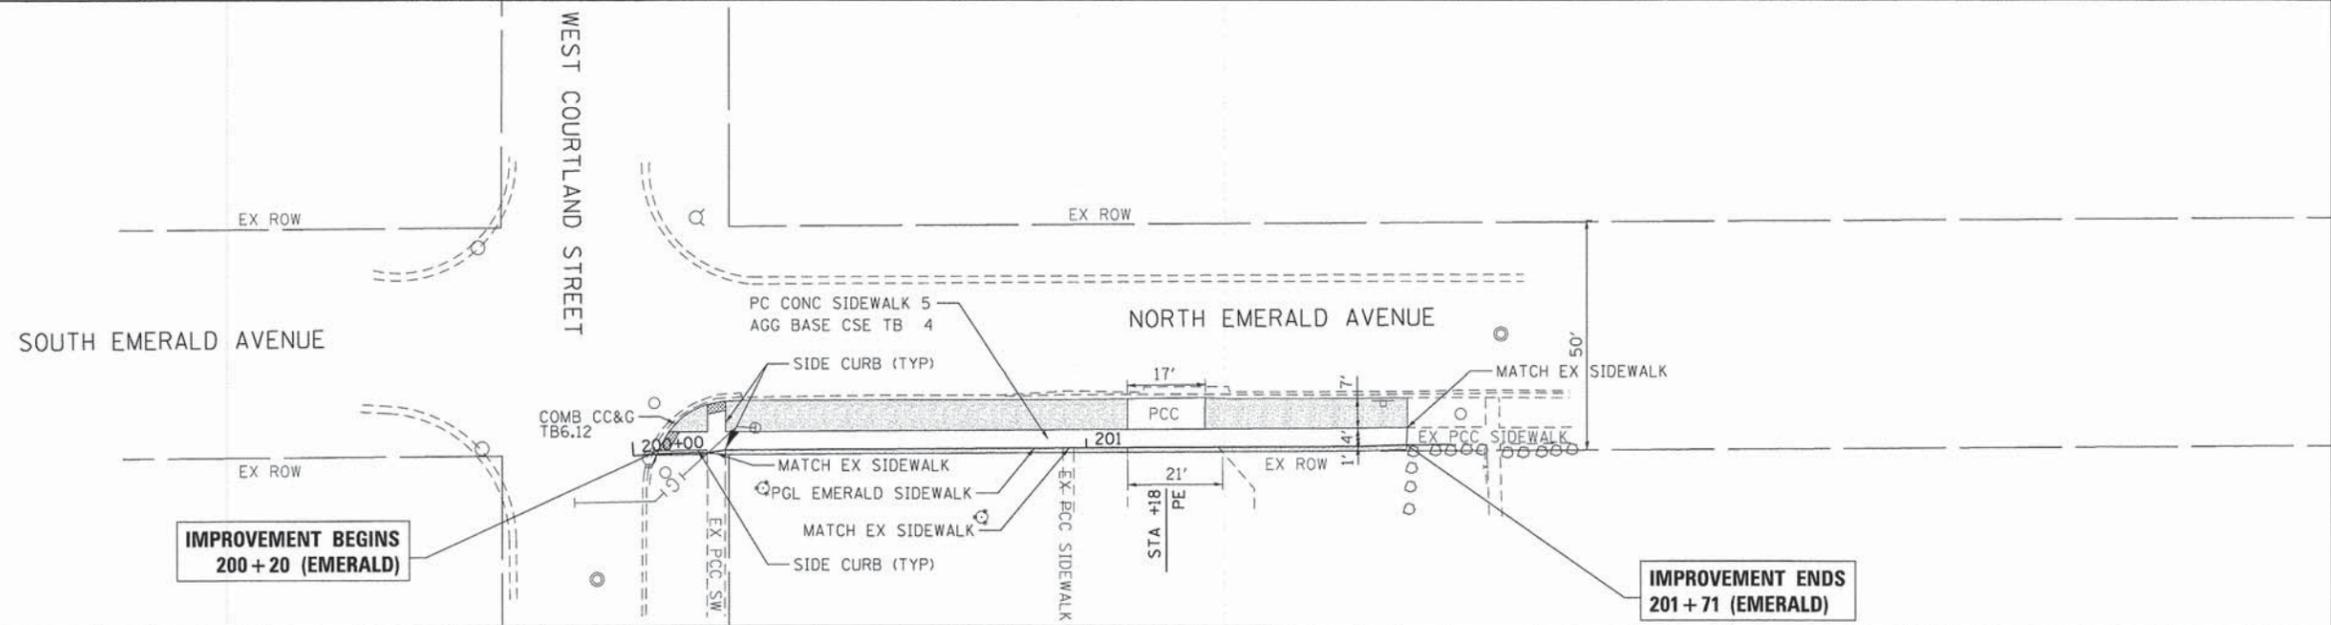 WEST COURTLAND STREET
EX ROW
EX ROW
SOUTH EMERALD AVENUE
NORTH EMERALD AVENUE
50'
PC CONC SIDEWALK 5
AGG BASE CSE TB 4
SIDE CURB (TYP)
17'
7'
MATCH EX SIDEWALK
COMB CC&G
TB6.12
PCC
200+00
201
4'
1'
EX PCC SIDEWALK
EX ROW
MATCH EX SIDEWALK
EX ROW
G
PGL EMERALD SIDEWALK
21'
MATCH EX SIDEWALK
STA +18
PE
EX PCC SW
EX PCC SIDEWALK
SIDE CURB (TYP)
IMPROVEMENT BEGINS
200+20 (EMERALD)
IMPROVEMENT ENDS
201+71 (EMERALD)